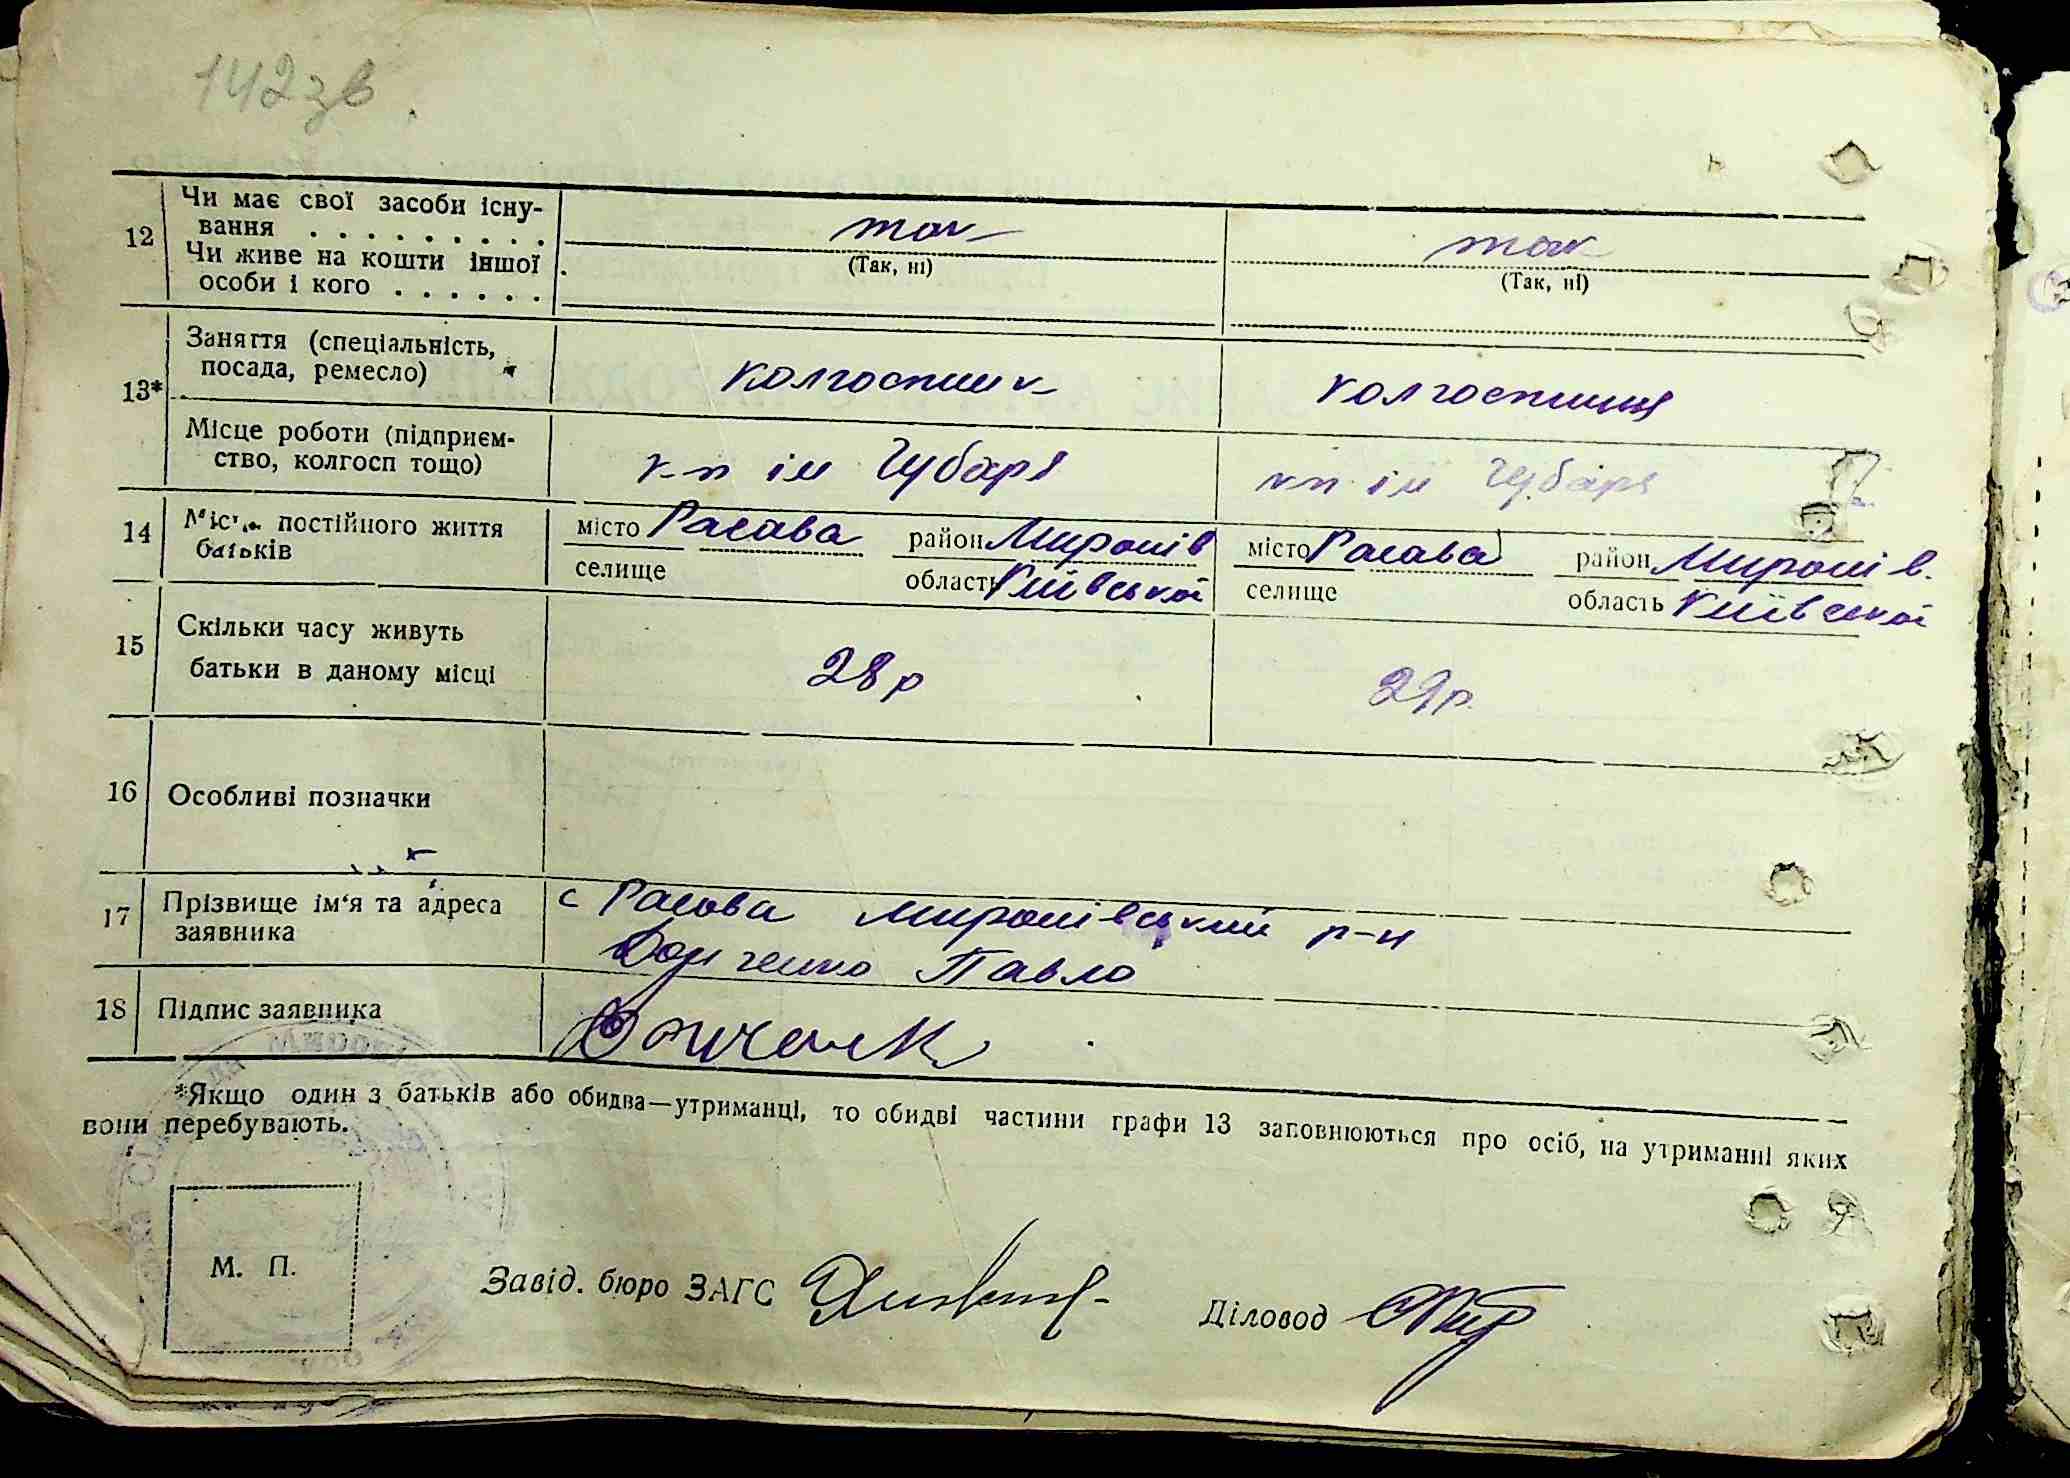 142зв
12 Чи має свої засоби існу-
вання . . . . . . . . . так так
Чи живе на кошти іншої (Так, ні) (Так, ні)
особи і кого . . . . . .
13* Заняття (спеціальність,
посада, ремесло) колгоспник колгоспниця
Місце роботи (підприєм-
ство, колгосп тощо) к-п ім Чубаря к-п ім Чубаря
14 постійного життя місто Расава район Миронів місто Расава район Миронів.
батьків селище область Київської селище область Київської
15 Скільки часу живуть
батьки в даному місці 28р 29р.
16 Особливі позначки
17 Прізвище ім'я та адреса с Расова Миронівський р-н
заявника Павло
18 Підпис заявника
*Якщо один з батьків або обидва—утриманці, то обидві частини графи 13 заповнюються про осіб, на утриманні яких
вони перебувають.
М. П.
Завід. бюро ЗАГС Діловод